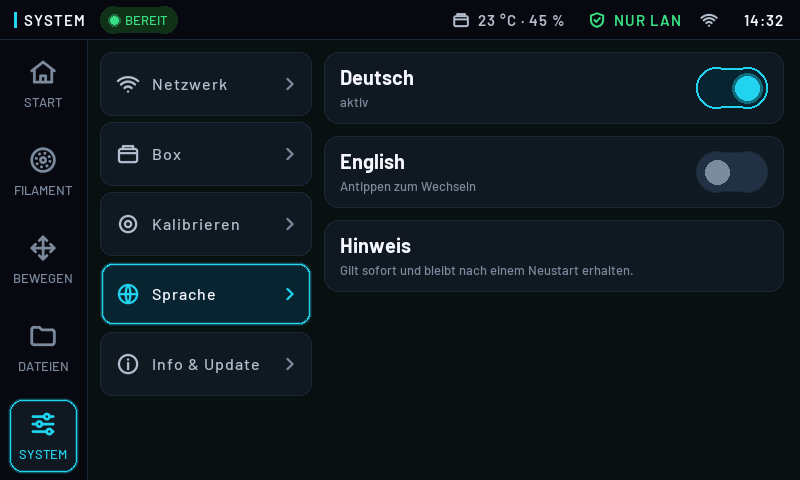 SYSTEM
BEREIT
23 °C · 45 %
NUR LAN
14:32
START
FILAMENT
BEWEGEN
DATEIEN
SYSTEM
Netzwerk
Box
Kalibrieren
Sprache
Info & Update
Deutsch
aktiv
English
Antippen zum Wechseln
Hinweis
Gilt sofort und bleibt nach einem Neustart erhalten.